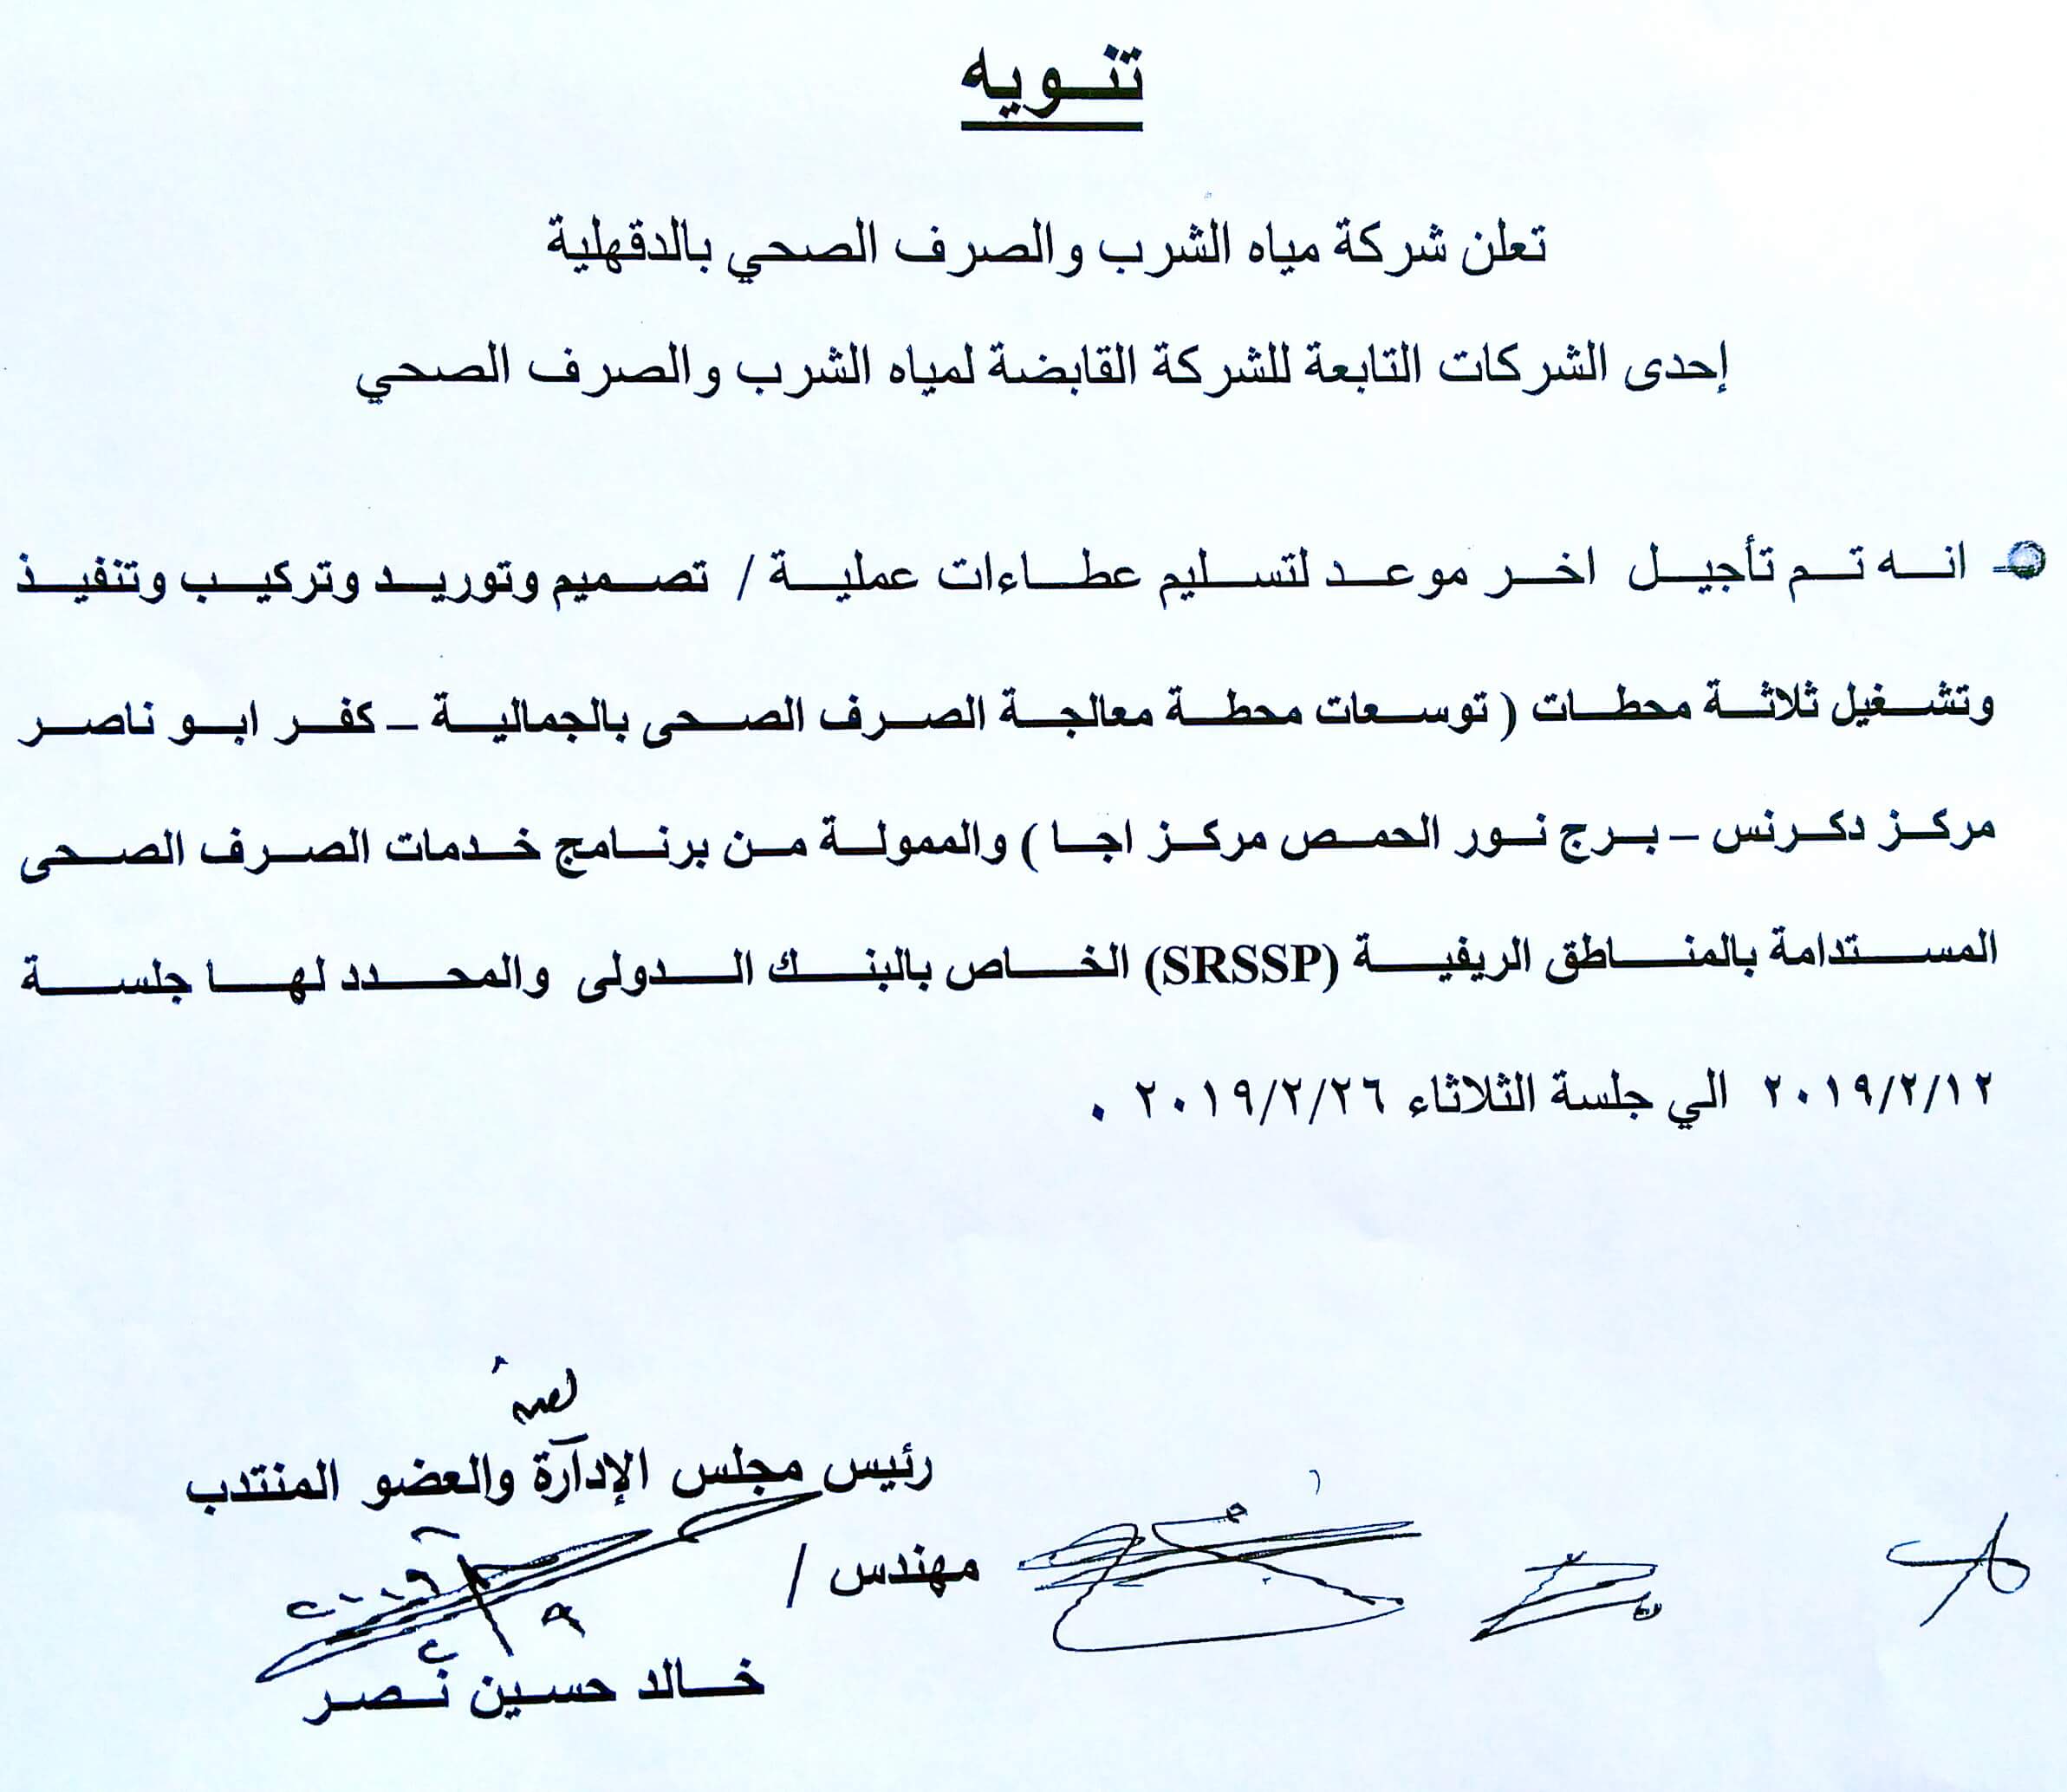 تنويه
تعلن شركة مياه الشرب والصرف الصحي بالدقهلية
إحدى الشركات التابعة للشركة القابضة لمياه الشرب والصرف الصحي
انه تم تأجيل اخر موعد لتسليم عطاءات عملية / تصميم وتوريد وتركيب وتنفيذ
وتشغيل ثلاثة محطات ( توسعات محطة معالجة الصرف الصحى بالجمالية – كفر ابو ناصر
مركز دكرنس – برج نور الحمص مركز اجا ) والممولة من برنامج خدمات الصرف الصحى
المستدامة بالمناطق الريفية (SRSSP) الخاص بالبنك الدولى والمحدد لها جلسة
٢٠١٩/٢/١٢ الي جلسة الثلاثاء ٢٠١٩/٢/٢٦ .
رئيس مجلس الإدارة والعضو المنتدب
مهندس /
خالد حسين نصر